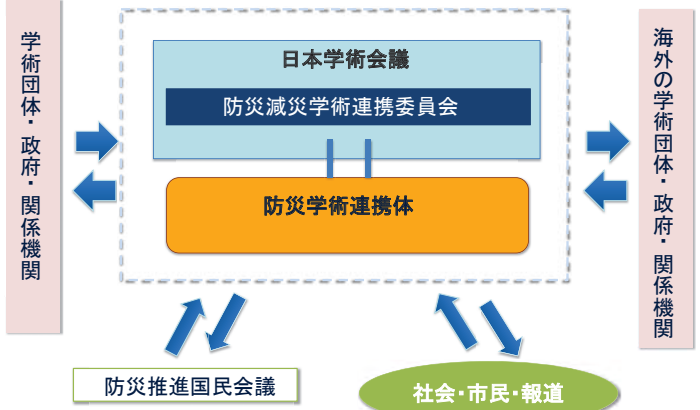 学術団体・政府・関係機関
日本学術会議
防災減災学術連携委員会
防災学術連携体
海外の学術団体・政府・関係機関
防災推進国民会議
社会・市民・報道